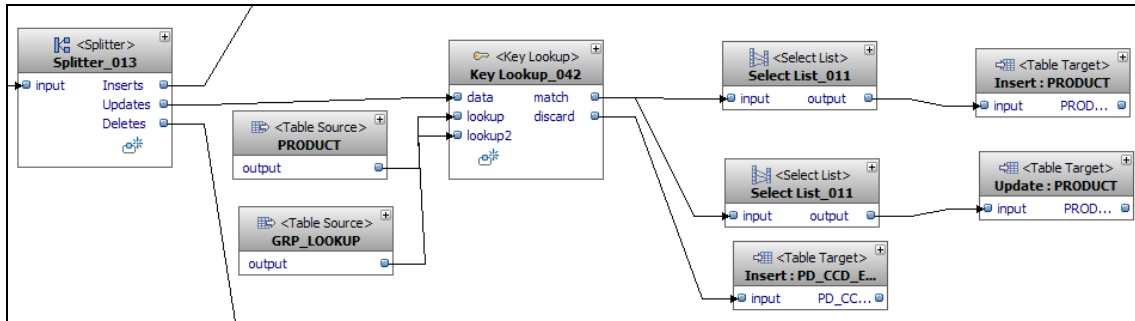 <Splitter>
Splitter_013
input Inserts
Updates
Deletes
<Table Source>
PRODUCT
output
<Table Source>
GRP_LOOKUP
output
<Key Lookup>
Key Lookup_042
data match
lookup discard
lookup2
<Select List>
Select List_011
input output
<Table Target>
Insert : PRODUCT
input PROD...
<Select List>
Select List_011
input output
<Table Target>
Update : PRODUCT
input PROD...
<Table Target>
Insert : PD_CCD_E...
input PD_CC...